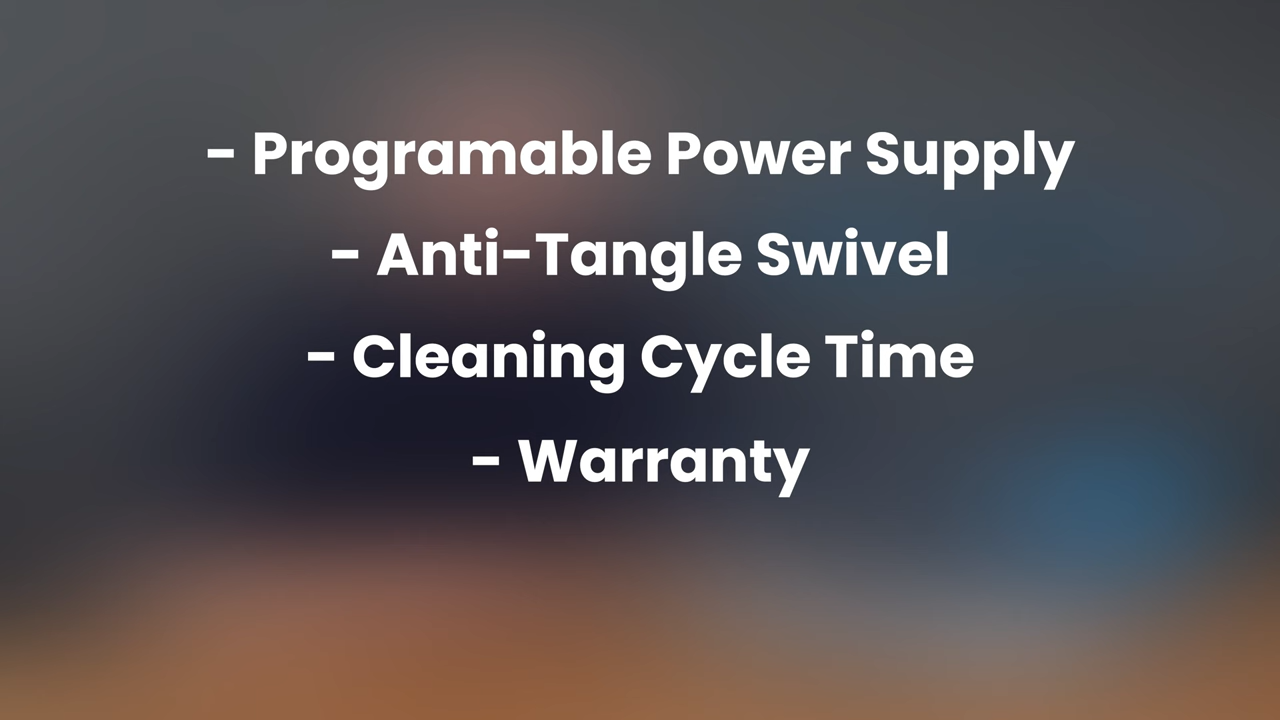 - Programable Power Supply
- Anti-Tangle Swivel
- Cleaning Cycle Time
- Warranty